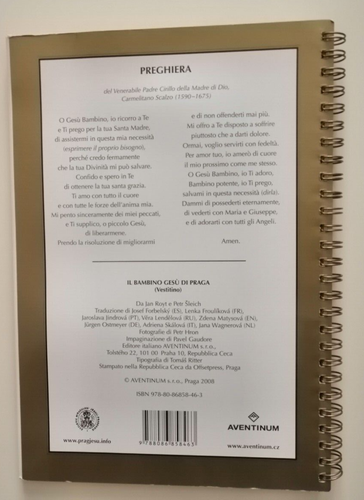 PREGHIERA
del Venerabile Padre Cirillo della Madre di Dio,
Carmelitano Scalzo (1590–1675)
O Gesù Bambino, io ricorro a Te
e Ti prego per la tua Santa Madre,
di assistermi in questa mia necessità
(esprimere il proprio bisogno),
perchè credo fermamente
che la tua Divinità mi può salvare.
Confido e spero in Te
di ottenere la tua santa grazia.
Ti amo con tutto il cuore
e con tutte le forze dell'anima mia.
Mi pento sinceramente dei miei peccati,
e Ti supplico, o piccolo Gesù,
di liberarmene.
Prendo la risoluzione di migliorarmi
e di non offenderti mai più.
Mi offro a Te disposto a soffrire
piuttosto che a darti dolore.
Ormai, voglio servirti con fedeltà.
Per amor tuo, io amerò di cuore
il mio prossimo come me stesso.
O Gesù Bambino, io Ti adoro,
Bambino potente, io Ti prego,
salvami in questa necessità (dirla).
Dammi di possederti eternamente,
di vederti con Maria e Giuseppe,
e di adorarti con tutti gli Angeli.
Amen.
IL BAMBINO GESÙ DI PRAGA
(Vestitino)
Da Jan Royt e Petr Šleich
Traduzione di Josef Forbelský (ES), Lenka Froulíková (FR),
Jaroslava Jindrová (PT), Věra Lendělová (RU), Zdena Matysová (EN),
Jürgen Ostmeyer (DE), Adriena Skálová (IT), Jana Wagnerová (NL)
Fotografie di Petr Hron
Impaginazione di Pavel Gaudore
Editore italiano AVENTINUM s.r.o.,
Tolstého 22, 101 00 Praha 10, Repubblica Ceca
Tipografia di Tomáš Ritter
Stampato nella Repubblica Ceca da Ofsetpress, Praga
© AVENTINUM s.r.o., Praga 2008
ISBN 978-80-86858-46-3
9 788086 858463
www.pragjesu.info
AVENTINUM
www.aventinum.cz